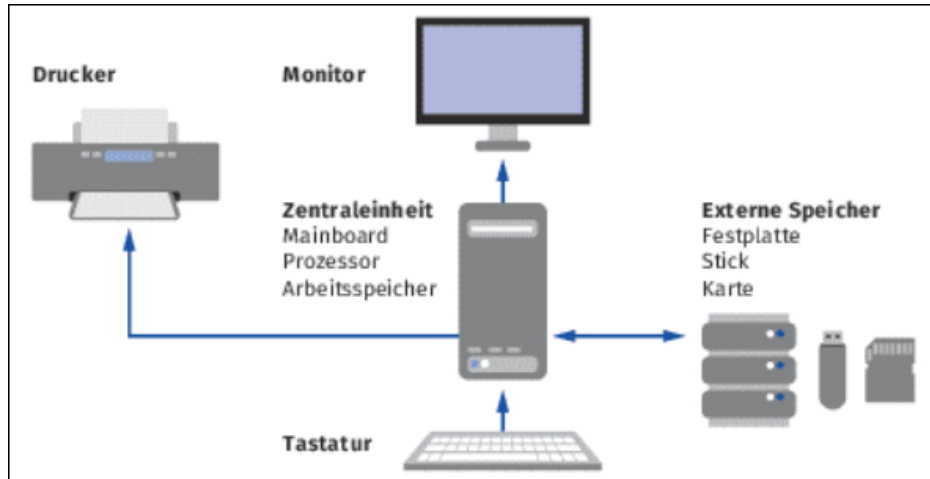 Drucker
Monitor
Zentraleinheit
Mainboard
Prozessor
Arbeitsspeicher
Externe Speicher
Festplatte
Stick
Karte
Tastatur